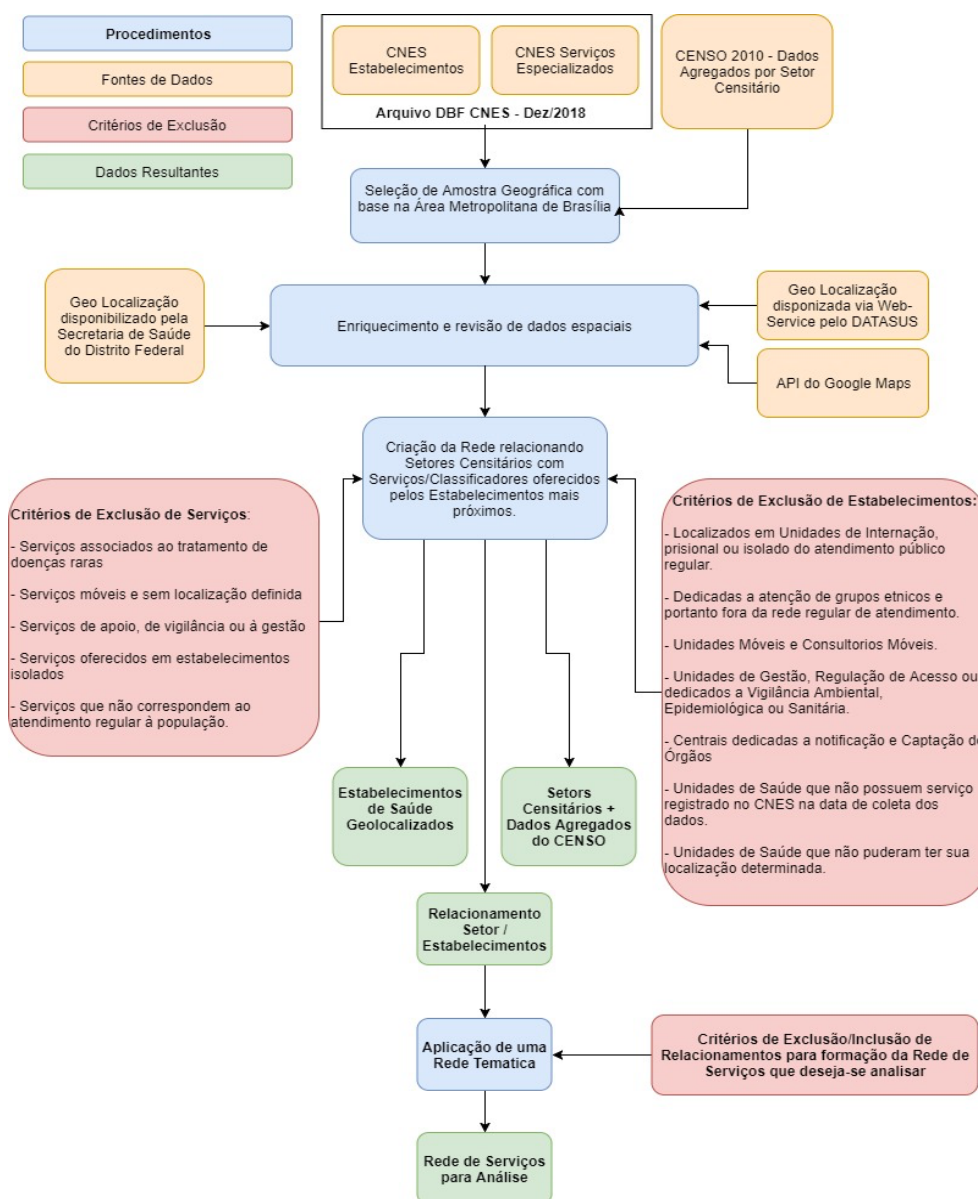 Procedimentos
Fontes de Dados
Critérios de Exclusão
Dados Resultantes
CNES
Estabelecimentos
CNES Serviços
Especializados
Arquivo DBF CNES - Dez/2018
CENSO 2010 - Dados
Agregados por Setor
Censitário
Seleção de Amostra Geográfica com
base na Área Metropolitana de Brasília
Geo Localização
disponibilizado pela
Secretaria de Saúde
do Distrito Federal
Enriquecimento e revisão de dados espaciais
Geo Localização
disponizada via Web-
Service pelo DATASUS
API do Google Maps
Criação da Rede relacionando
Setores Censitários com
Serviços/Classificadores oferecidos
pelos Estabelecimentos mais
próximos.
Critérios de Exclusão de Serviços:
- Serviços associados ao tratamento de
doenças raras
- Serviços móveis e sem localização definida
- Serviços de apoio, de vigilância ou à gestão
- Serviços oferecidos em estabelecimentos
isolados
- Serviços que não correspondem ao
atendimento regular à população.
Critérios de Exclusão de Estabelecimentos:
- Localizados em Unidades de Internação,
prisional ou isolado do atendimento público
regular.
- Dedicadas a atenção de grupos etnicos e
portanto fora da rede regular de atendimento.
- Unidades Móveis e Consultorios Móveis.
- Unidades de Gestão, Regulação de Acesso ou
dedicados a Vigilância Ambiental,
Epidemiológica ou Sanitária.
- Centrais dedicadas a notificação e Captação de
Órgãos
- Unidades de Saúde que não possuem serviço
registrado no CNES na data de coleta dos
dados.
- Unidades de Saúde que não puderam ter sua
localização determinada.
Estabelecimentos
de Saúde
Geolocalizados
Setors
Censitários +
Dados Agregados
do CENSO
Relacionamento
Setor /
Estabelecimentos
Aplicação de uma
Rede Tematica
Critérios de Exclusão/Inclusão de
Relacionamentos para formação da Rede de
Serviços que deseja-se analisar
Rede de Serviços
para Análise